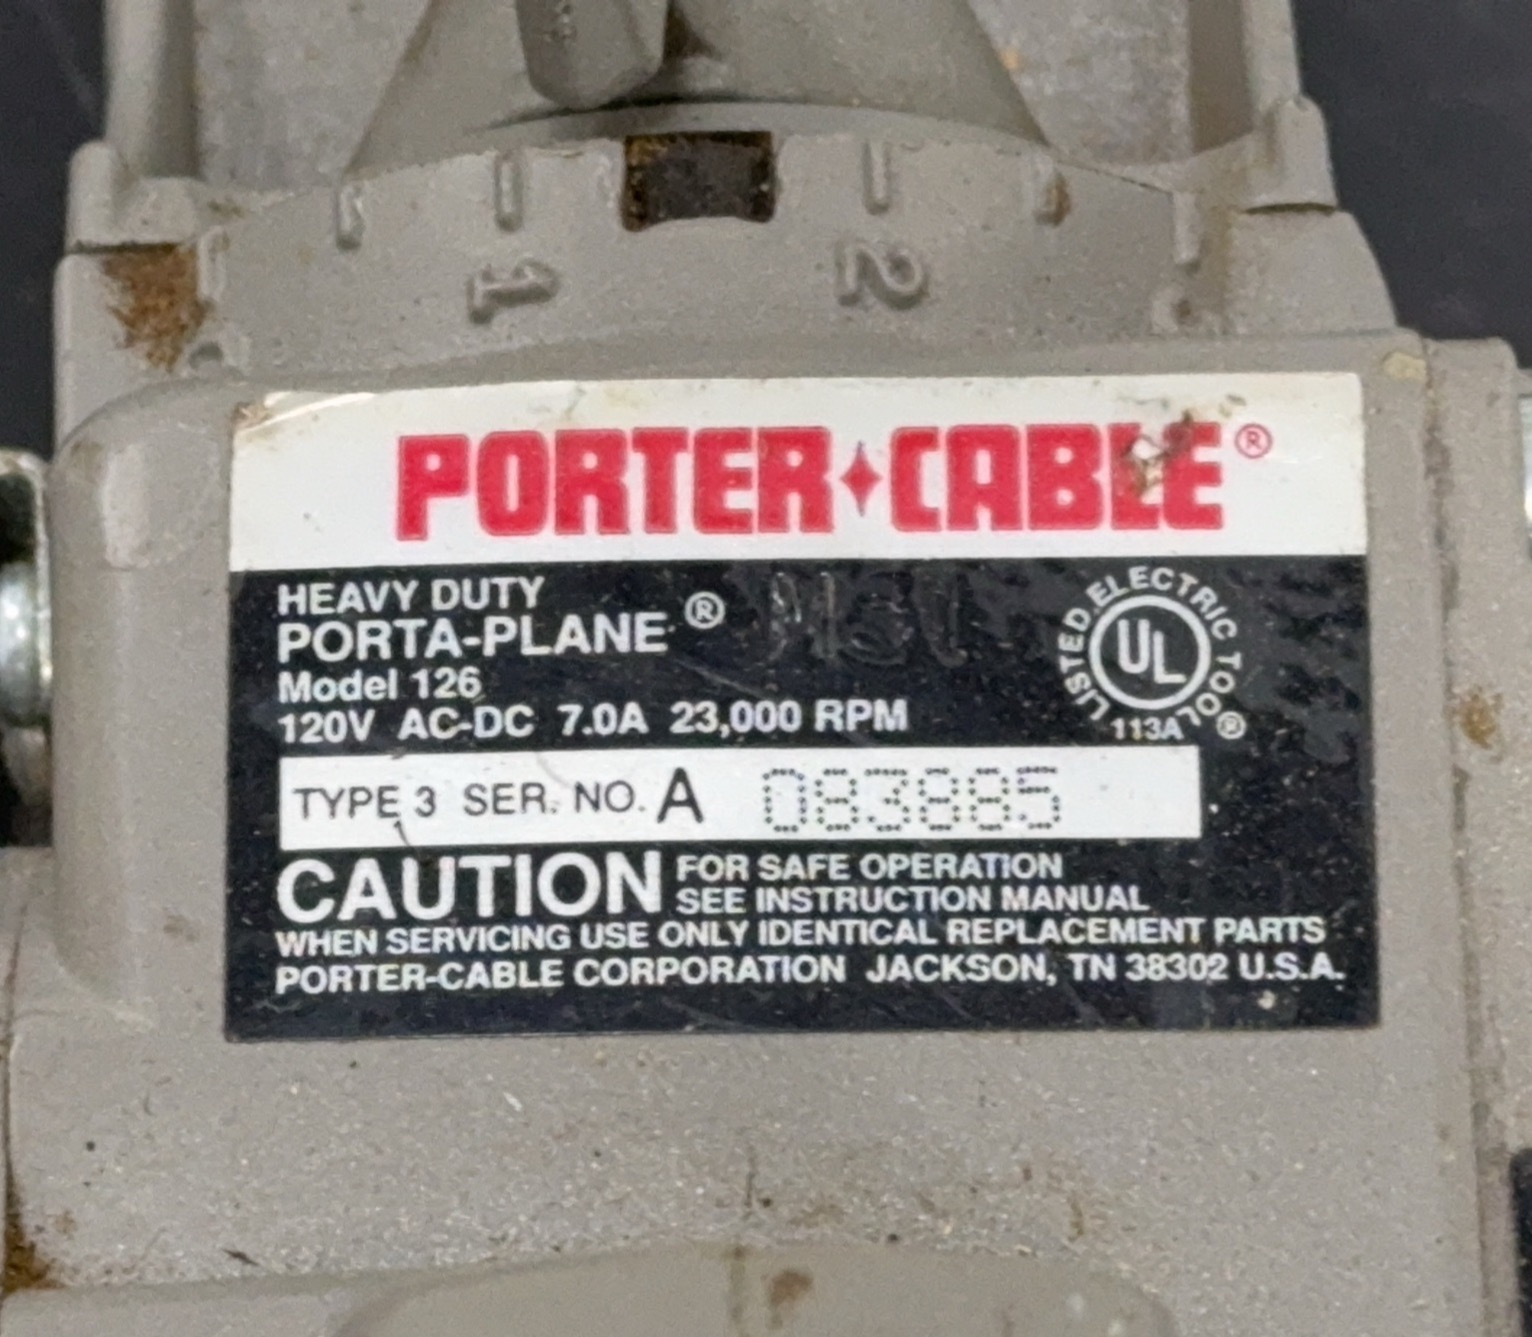 1 2
PORTER✦CABLE®
HEAVY DUTY
PORTA-PLANE®
Model 126
120V AC-DC 7.0A 23,000 RPM
LISTED ELECTRIC TOOL®
UL
113A
TYPE 3 SER. NO. A 083885
CAUTION FOR SAFE OPERATION
SEE INSTRUCTION MANUAL
WHEN SERVICING USE ONLY IDENTICAL REPLACEMENT PARTS
PORTER-CABLE CORPORATION JACKSON, TN 38302 U.S.A.